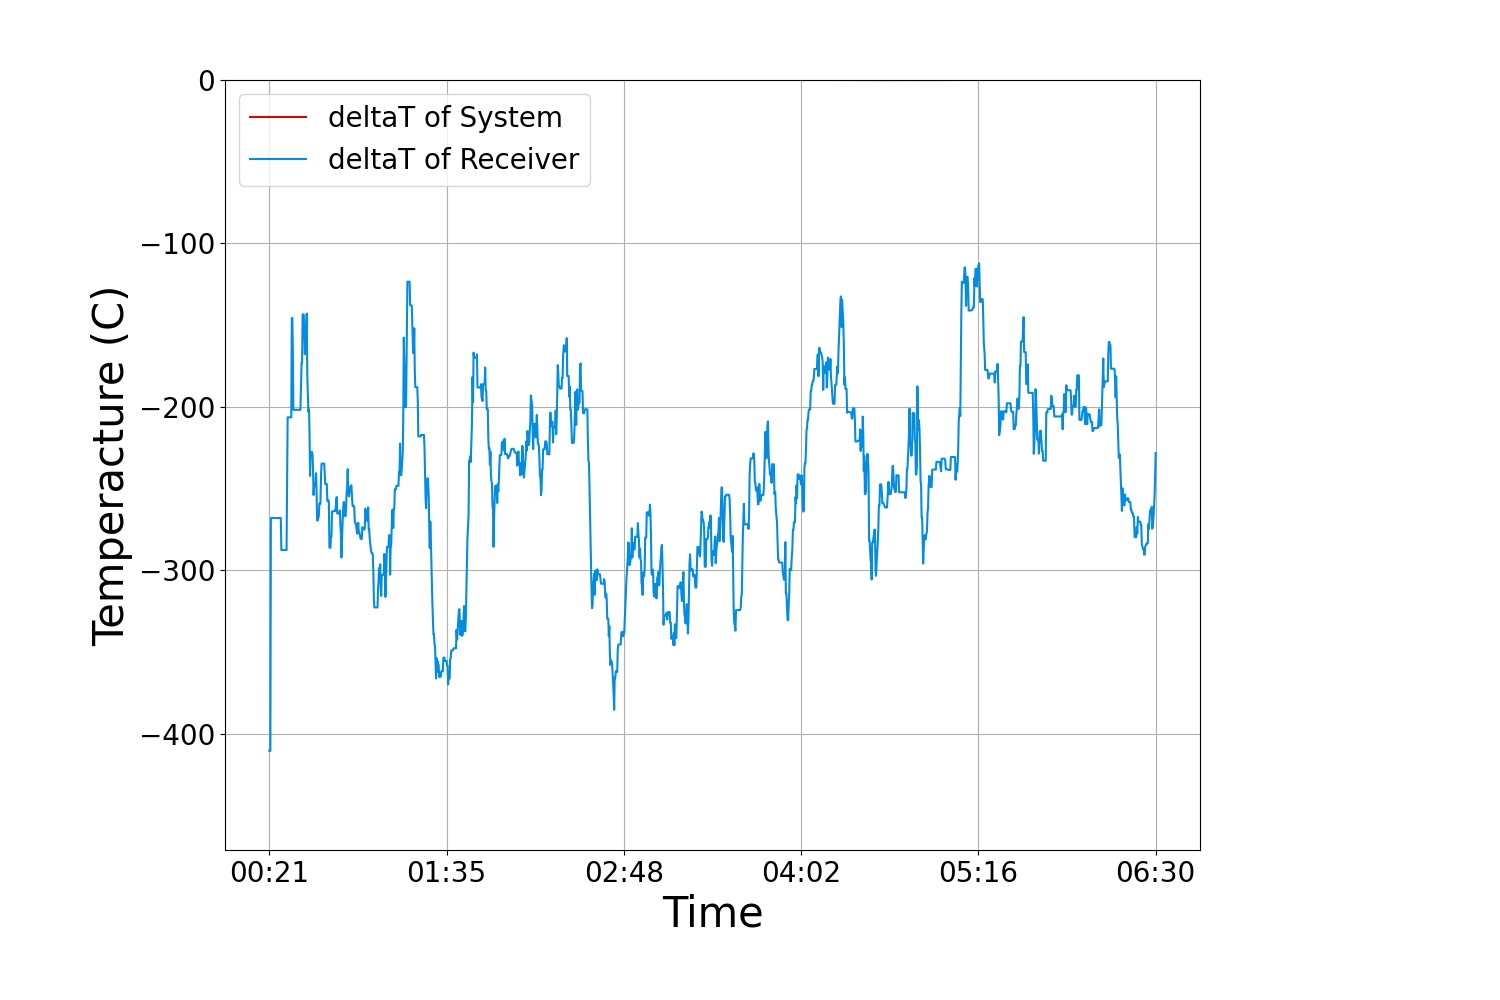 0
deltaT of System
deltaT of Receiver
−100
−200
−300
−400
Temperacture (C)
00:21 01:35 02:48 04:02 05:16 06:30
Time